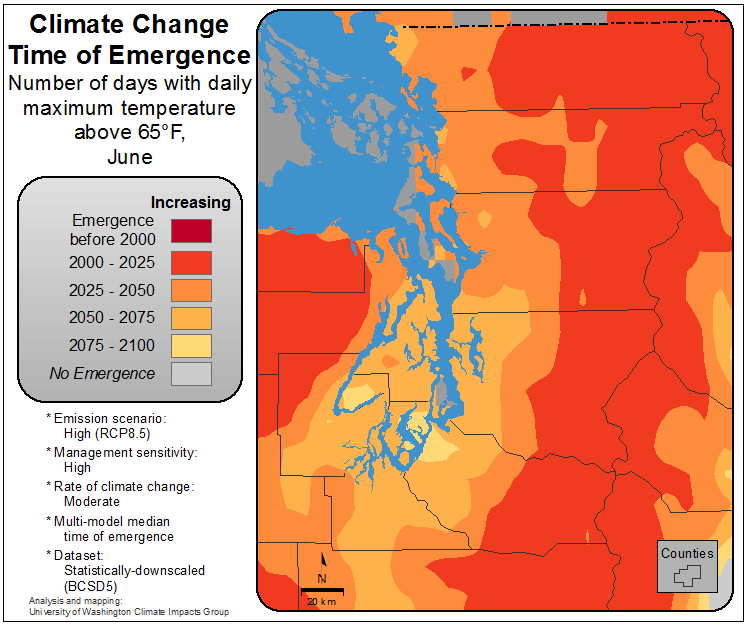 Climate Change
Time of Emergence
Number of days with daily
maximum temperature
above 65°F,
June
Increasing
Emergence
before 2000
2000 - 2025
2025 - 2050
2050 - 2075
2075 - 2100
No Emergence
* Emission scenario:
High (RCP8.5)
* Management sensitivity:
High
* Rate of climate change:
Moderate
* Multi-model median
time of emergence
* Dataset:
Statistically-downscaled
(BCSD5)
Analysis and mapping:
University of Washington Climate Impacts Group
N
20 km
Counties